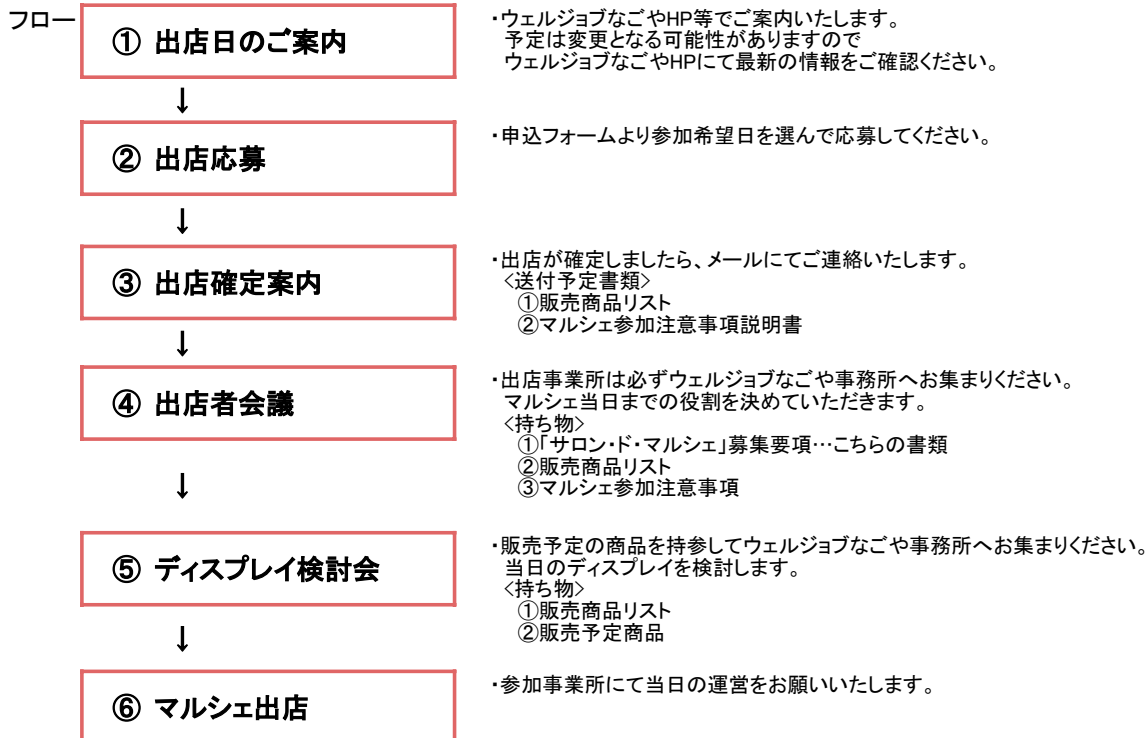 フロー
① 出店日のご案内
・ウェルジョブなごやHP等でご案内いたします。
予定は変更となる可能性がありますので
ウェルジョブなごやHPにて最新の情報をご確認ください。
↓
② 出店応募
・申込フォームより参加希望日を選んで応募してください。
↓
③ 出店確定案内
・出店が確定しましたら、メールにてご連絡いたします。
<送付予定書類>
①販売商品リスト
②マルシェ参加注意事項説明書
↓
④ 出店者会議
・出店事業所は必ずウェルジョブなごや事務所へお集まりください。
マルシェ当日までの役割を決めていただきます。
<持ち物>
①「サロン・ド・マルシェ」募集要項…こちらの書類
②販売商品リスト
③マルシェ参加注意事項
↓
⑤ ディスプレイ検討会
・販売予定の商品を持参してウェルジョブなごや事務所へお集まりください。
当日のディスプレイを検討します。
<持ち物>
①販売商品リスト
②販売予定商品
↓
⑥ マルシェ出店
・参加事業所にて当日の運営をお願いいたします。